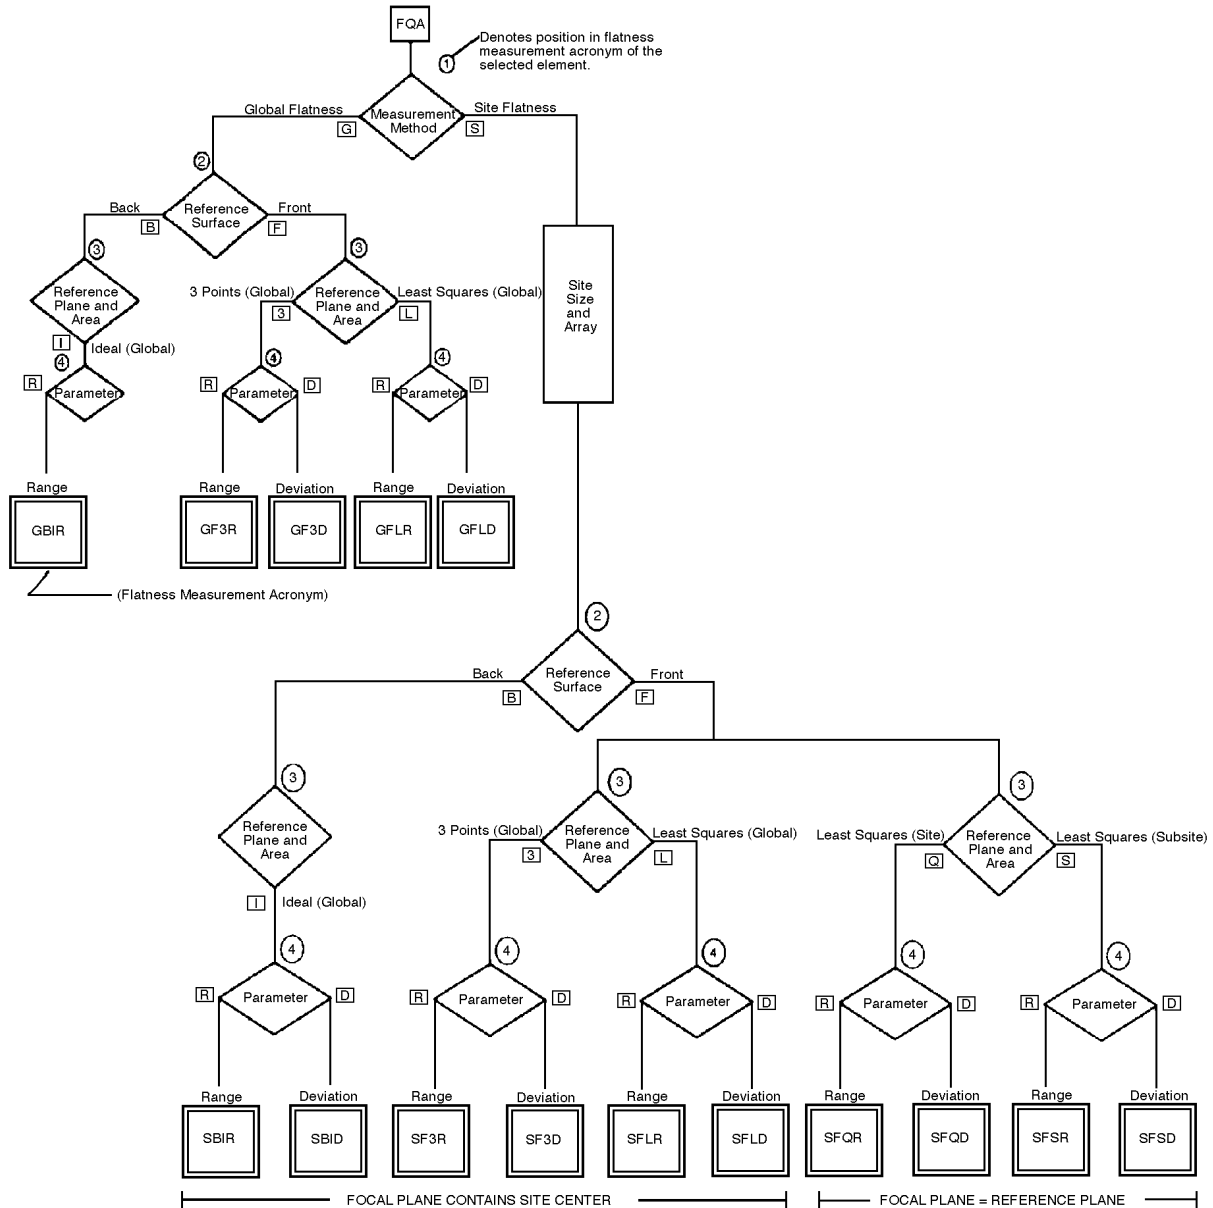 FQA
1
Denotes position in flatness
measurement acronym of the
selected element.
Global Flatness
Measurement
Method
Site Flatness
G
S
2
Back
Reference
Surface
Front
B
F
3
3
Reference
Plane and
Area
3 Points (Global)
Reference
Plane and
Area
Least Squares (Global)
3
L
Site
Size
and
Array
I
Ideal (Global)
4
4
4
R
Parameter
R
Parameter
D
R
Parameter
D
Range
Range
Deviation
Range
Deviation
GBIR
GF3R
GF3D
GFLR
GFLD
(Flatness Measurement Acronym)
2
Back
Reference
Surface
Front
B
F
3
3
3
Reference
Plane and
Area
3 Points (Global)
Reference
Plane and
Area
Least Squares (Global)
Least Squares (Site)
Reference
Plane and
Area
Least Squares (Subsite)
3
L
Q
S
I
Ideal (Global)
4
4
4
4
4
R
Parameter
D
R
Parameter
D
R
Parameter
D
R
Parameter
D
R
Parameter
D
Range
Deviation
Range
Deviation
Range
Deviation
Range
Deviation
Range
Deviation
SBIR
SBID
SF3R
SF3D
SFLR
SFLD
SFQR
SFQD
SFSR
SFSD
FOCAL PLANE CONTAINS SITE CENTER
FOCAL PLANE = REFERENCE PLANE